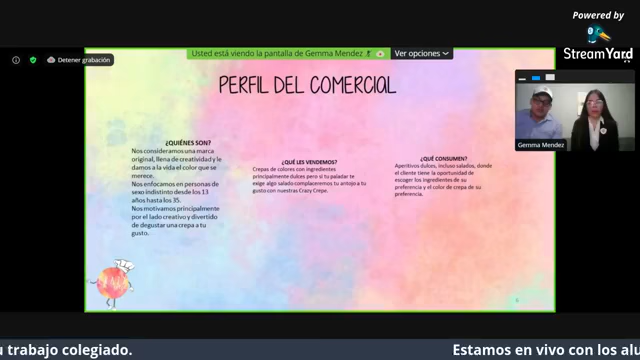 Powered by
StreamYard
Detener grabación
Usted está viendo la pantalla de Gemma Mendez
Ver opciones
PERFIL DEL COMERCIAL
¿QUIÉNES SON?
Nos consideramos una marca
original, llena de creatividad y le
damos a la vida el color que se
merece.
Nos enfocamos en personas de
sexo indistinto desde los 13
años hasta los 35.
Nos motivamos principalmente
por el lado creativo y divertido
de degustar una crepa a tu
gusto.
¿QUÉ LES VENDEMOS?
Crepas de colores con ingredientes
principalmente dulces pero si tu paladar te
exige algo salado complaceremos tu antojo a tu
gusto con nuestras Crazy Crepe.
¿QUÉ CONSUMEN?
Aperitivos dulces, incluso salados, donde
el cliente tiene la oportunidad de
escoger los ingredientes de su
preferencia y el color de crepa de su
preferencia.
Gemma Mendez
u trabajo colegiado.
Estamos en vivo con los alu